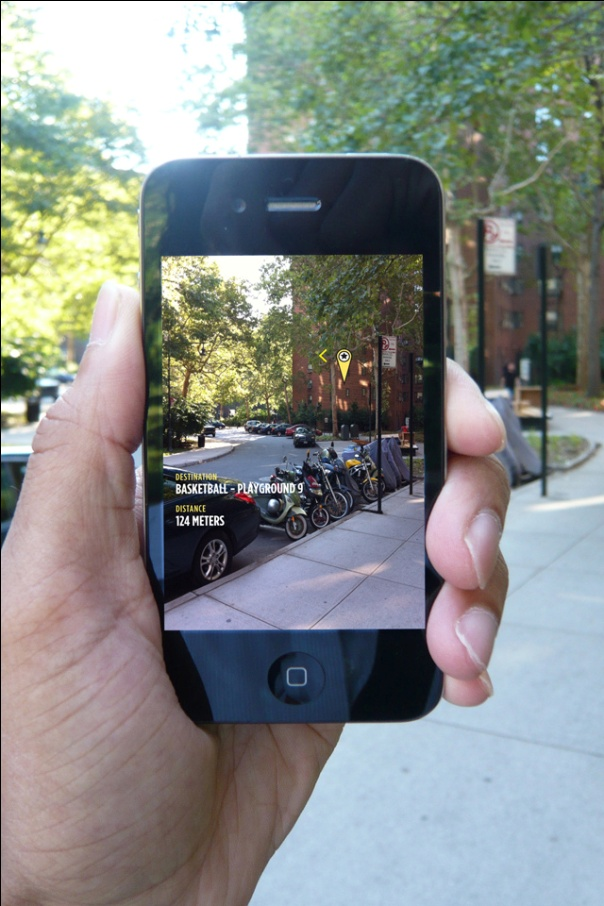 DESTINATION
BASKETBALL - PLAYGROUND 9
DISTANCE
124 METERS